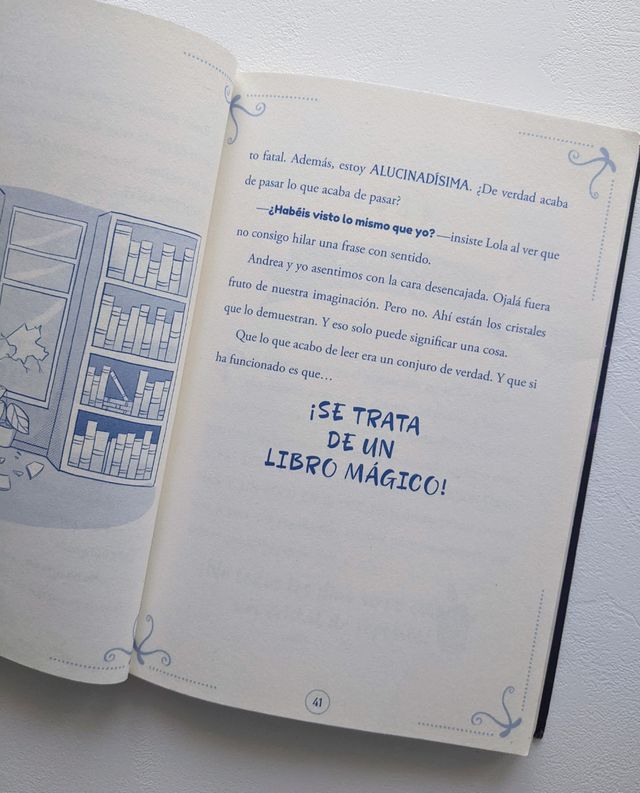 to fatal. Además, estoy ALUCINADÍSIMA. ¿De verdad acaba
de pasar lo que acaba de pasar?
—¿Habéis visto lo mismo que yo? —insiste Lola al ver que
no consigo hilar una frase con sentido.
Andrea y yo asentimos con la cara desencajada. Ojalá fuera
fruto de nuestra imaginación. Pero no. Ahí están los cristales
que lo demuestran. Y eso solo puede significar una cosa.
Que lo que acabo de leer era un conjuro de verdad. Y que si
ha funcionado es que…
¡SE TRATA
DE UN
LIBRO MÁGICO!
41